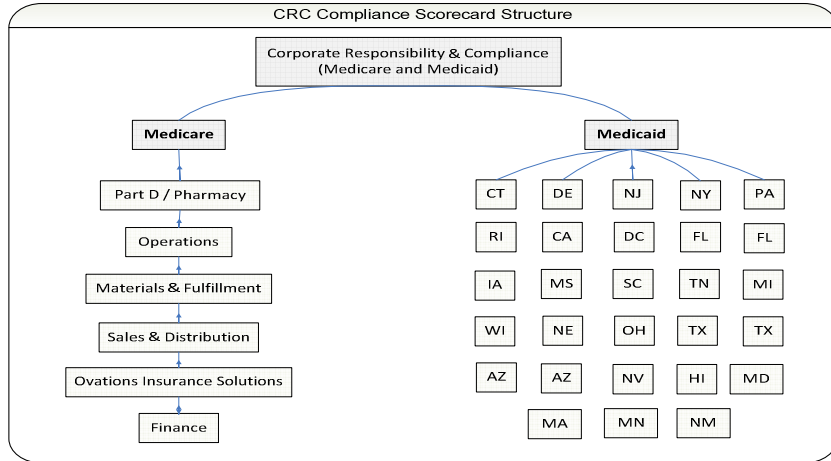 CRC Compliance Scorecard Structure
Corporate Responsibility & Compliance
(Medicare and Medicaid)
Medicare
Medicaid
Part D / Pharmacy
Operations
Materials & Fulfillment
Sales & Distribution
Ovations Insurance Solutions
Finance
CT DE NJ NY PA
RI CA DC FL FL
IA MS SC TN MI
WI NE OH TX TX
AZ AZ NV HI MD
MA MN NM